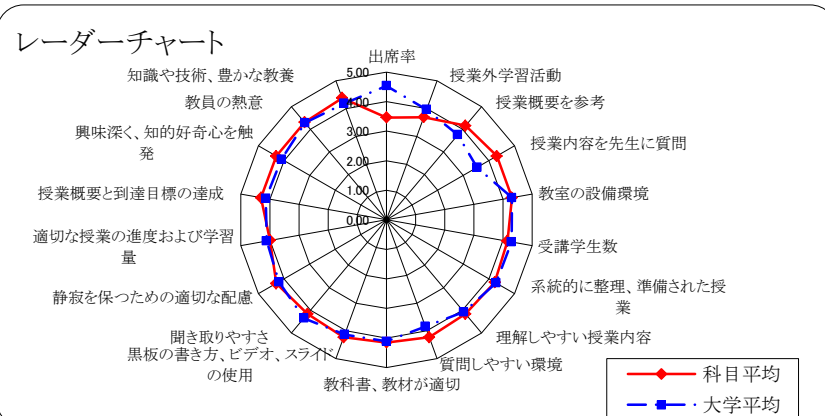 レーダーチャート
出席率
授業外学習活動
授業概要を参考
授業内容を先生に質問
教室の設備環境
受講学生数
系統的に整理、準備された授
業
理解しやすい授業内容
質問しやすい環境
教科書、教材が適切
黒板の書き方、ビデオ、スライド
の使用
聞き取りやすさ
静寂を保つための適切な配慮
適切な授業の進度および学習
量
授業概要と到達目標の達成
興味深く、知的好奇心を触
発
教員の熱意
知識や技術、豊かな教養
5.00
4.00
3.00
2.00
1.00
0.00
科目平均
大学平均